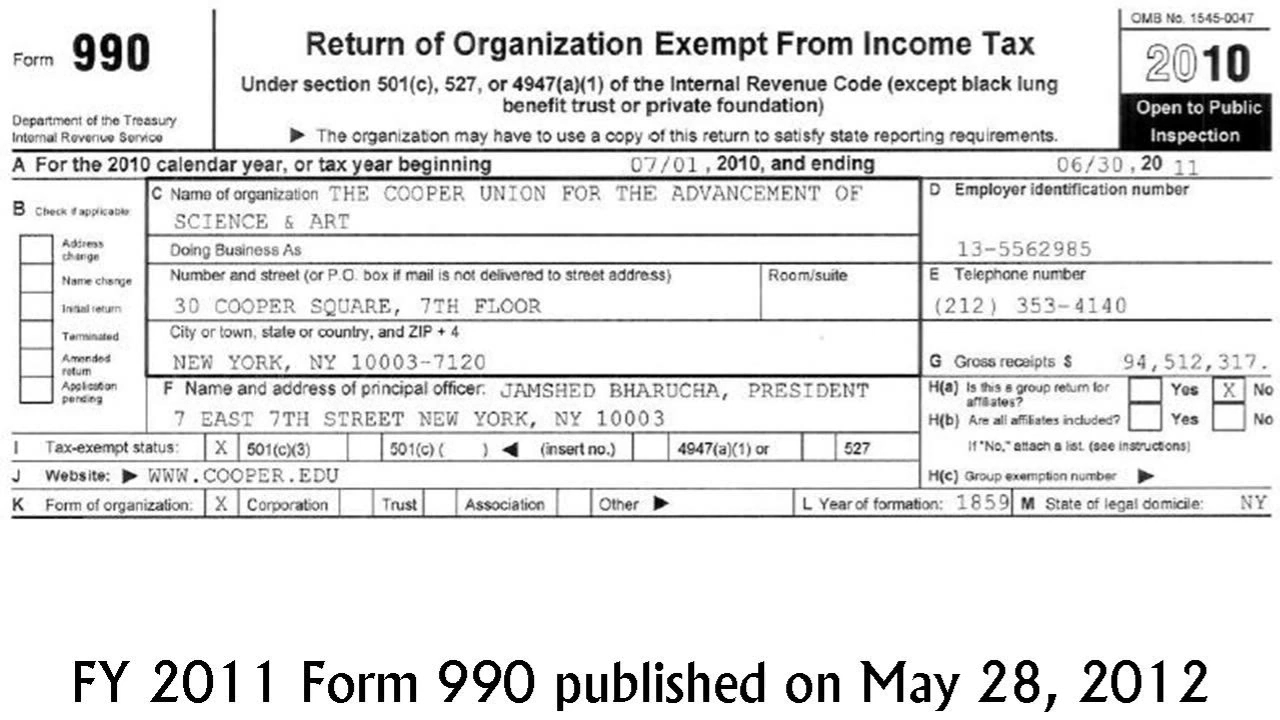 Form 990
Department of the Treasury
Internal Revenue Service
Return of Organization Exempt From Income Tax
Under section 501(c), 527, or 4947(a)(1) of the Internal Revenue Code (except black lung
benefit trust or private foundation)
▶ The organization may have to use a copy of this return to satisfy state reporting requirements.
OMB No. 1545-0047
2010
Open to Public
Inspection
A For the 2010 calendar year, or tax year beginning 07/01 , 2010, and ending 06/30 , 20 11
B Check if applicable:
Address
change
Name change
Initial return
Terminated
Amended
return
Application
pending
C Name of organization THE COOPER UNION FOR THE ADVANCEMENT OF
SCIENCE & ART
Doing Business As
Number and street (or P.O. box if mail is not delivered to street address) Room/suite
30 COOPER SQUARE, 7TH FLOOR
City or town, state or country, and ZIP + 4
NEW YORK, NY 10003-7120
D Employer identification number
13-5562985
E Telephone number
(212) 353-4140
G Gross receipts $ 94,512,317.
F Name and address of principal officer: JAMSHED BHARUCHA, PRESIDENT
7 EAST 7TH STREET NEW YORK, NY 10003
H(a) Is this a group return for
affiliates? Yes X No
H(b) Are all affiliates included? Yes No
If "No," attach a list. (see instructions)
I Tax-exempt status: X 501(c)(3) 501(c) ( ) ◀ (insert no.) 4947(a)(1) or 527
J Website: ▶ WWW.COOPER.EDU
H(c) Group exemption number ▶
K Form of organization: X Corporation Trust Association Other ▶ L Year of formation: 1859 M State of legal domicile: NY
FY 2011 Form 990 published on May 28, 2012